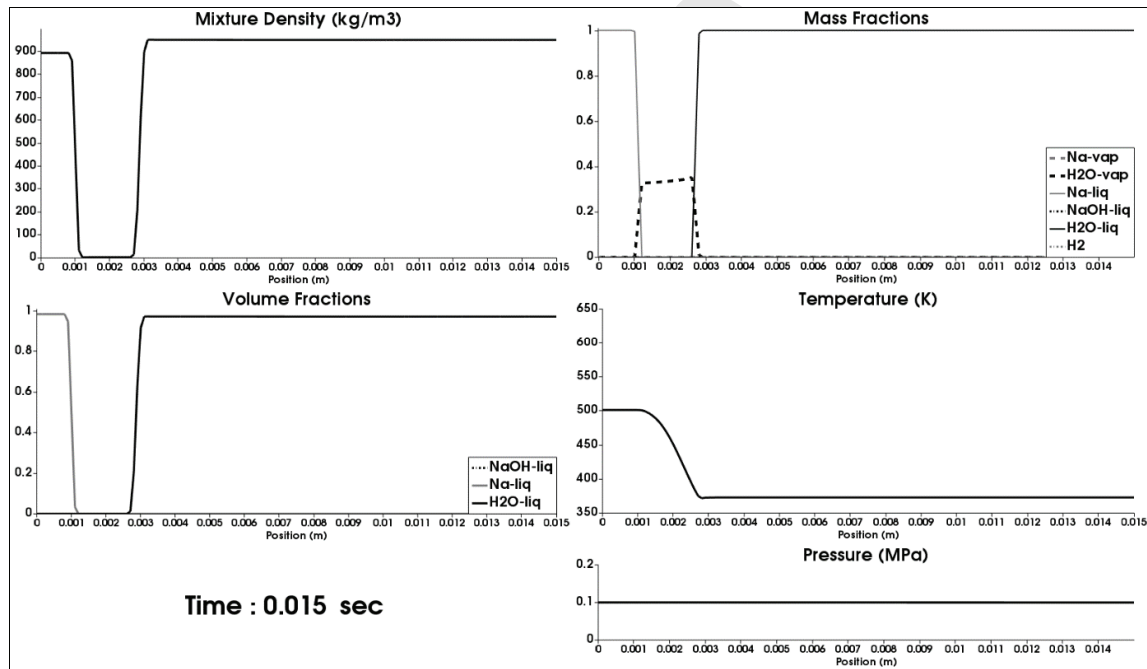 Mixture Density (kg/m3)
900
800
700
600
500
400
300
200
100
0
0 0.001 0.002 0.003 0.004 0.005 0.006 0.007 0.008 0.009 0.01 0.011 0.012 0.013 0.014 0.015
Position (m)
Mass Fractions
1
0.8
0.6
0.4
0.2
0
Na-vap
H2O-vap
Na-liq
NaOH-liq
H2O-liq
H2
0 0.001 0.002 0.003 0.004 0.005 0.006 0.007 0.008 0.009 0.01 0.011 0.012 0.013 0.014
Position (m)
Volume Fractions
1
0.8
0.6
0.4
0.2
0
NaOH-liq
Na-liq
H2O-liq
0 0.001 0.002 0.003 0.004 0.005 0.006 0.007 0.008 0.009 0.01 0.011 0.012 0.013 0.014 0.015
Position (m)
Temperature (K)
650
600
550
500
450
400
350
0 0.001 0.002 0.003 0.004 0.005 0.006 0.007 0.008 0.009 0.01 0.011 0.012 0.013 0.014 0.015
Position (m)
Time : 0.015 sec
Pressure (MPa)
0.2
0.1
0
0 0.001 0.002 0.003 0.004 0.005 0.006 0.007 0.008 0.009 0.01 0.011 0.012 0.013 0.014
Position (m)